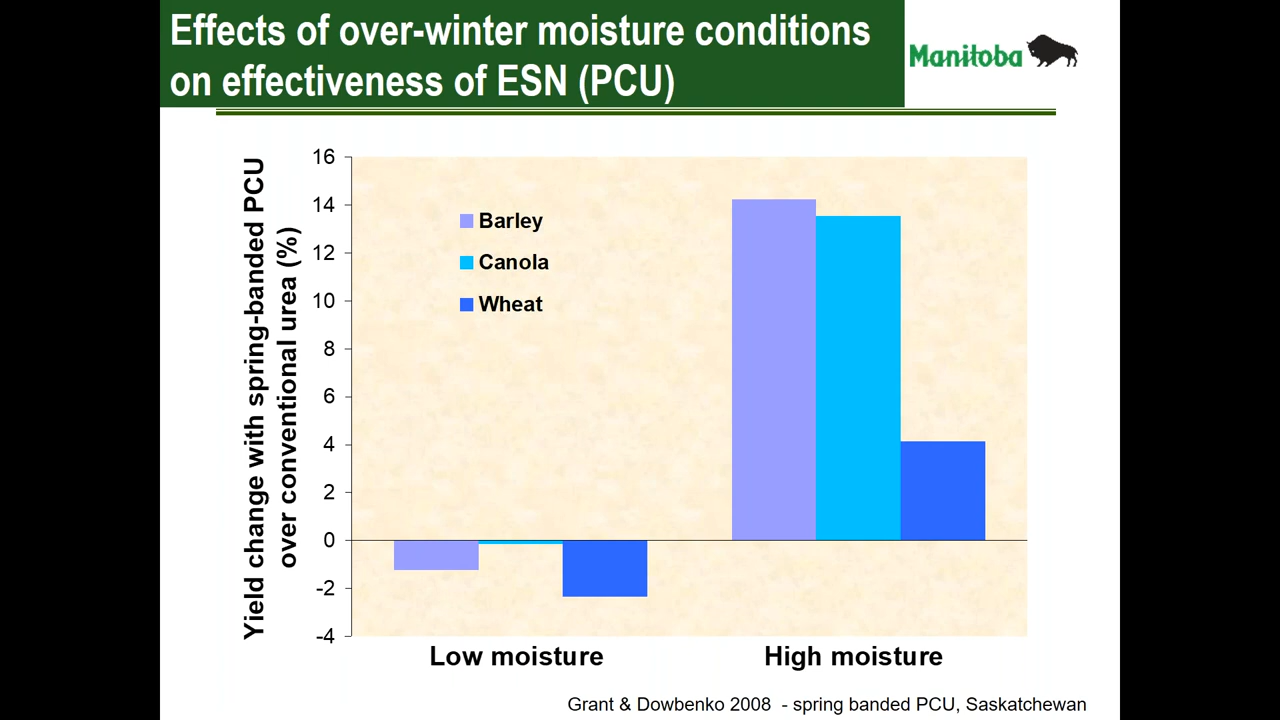 Effects of over-winter moisture conditions
on effectiveness of ESN (PCU)
Manitoba
Yield change with spring-banded PCU
over conventional urea (%)
16
14
12
10
8
6
4
2
0
-2
-4
Barley
Canola
Wheat
Low moisture
High moisture
Grant & Dowbenko 2008 - spring banded PCU, Saskatchewan